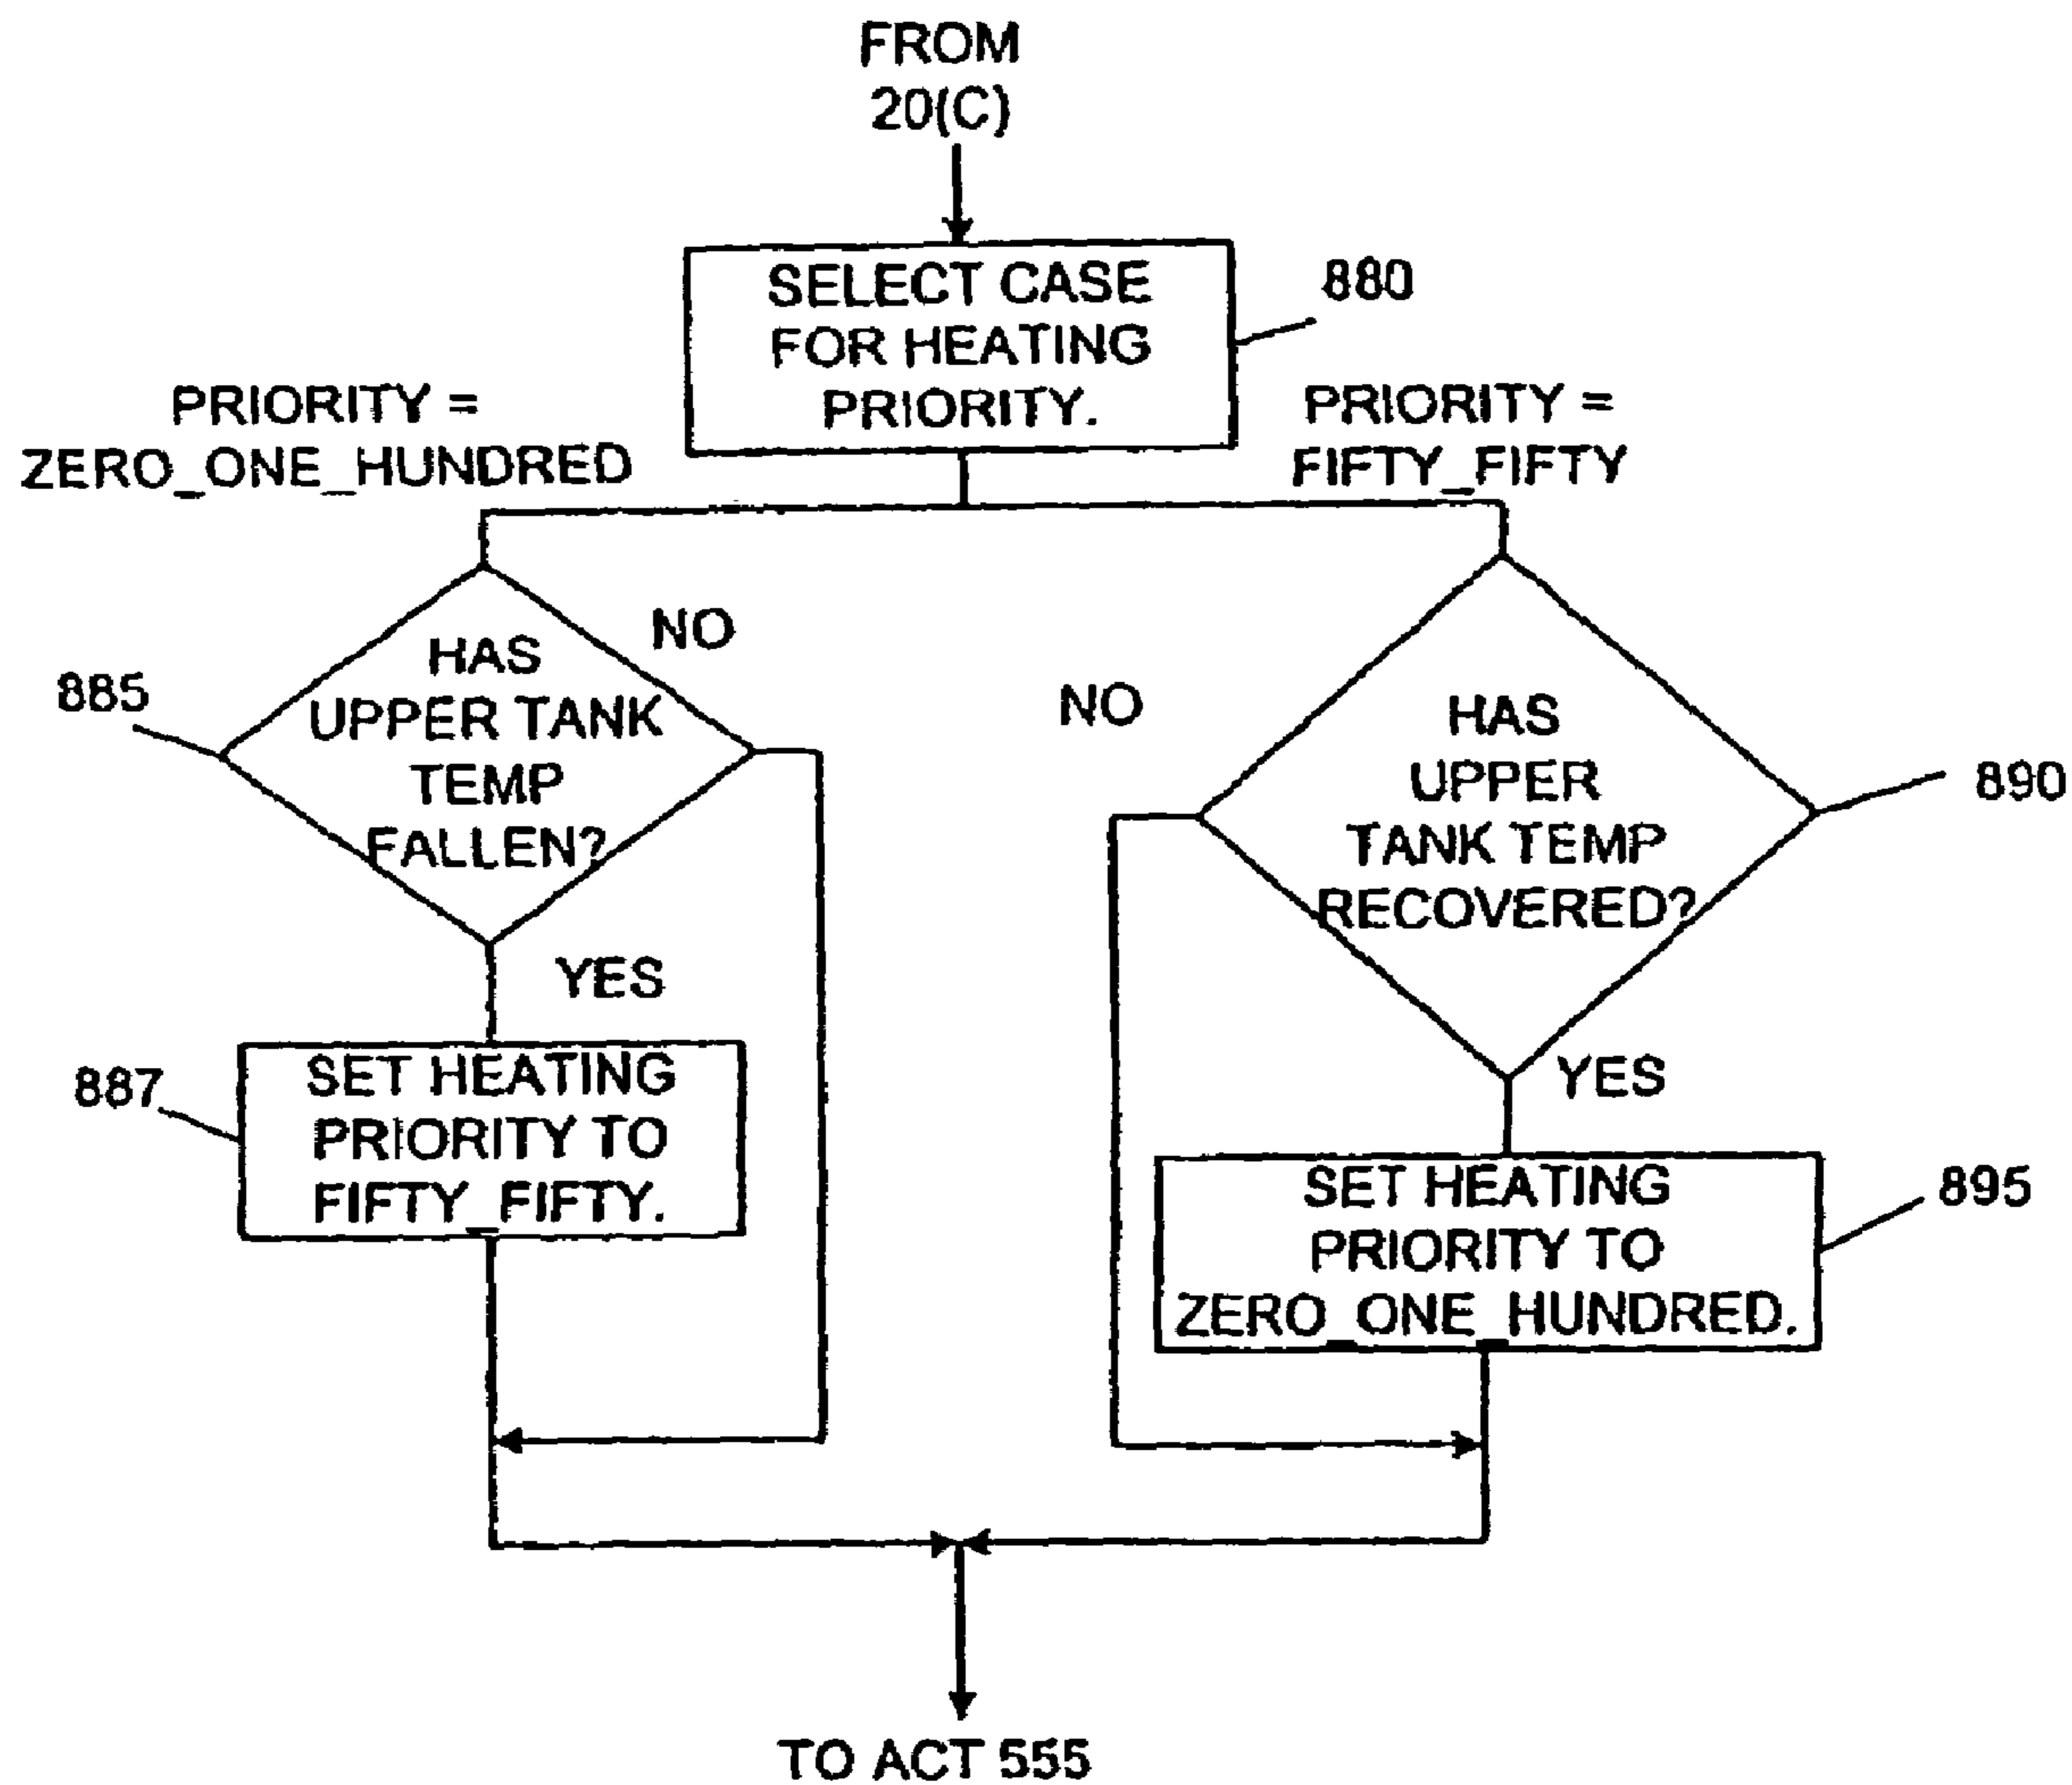 FROM
20(C)
SELECT CASE
FOR HEATING
PRIORITY.
880
PRIORITY =
ZERO_ONE_HUNDRED
PRIORITY =
FIFTY_FIFTY
HAS
UPPER TANK
TEMP
FALLEN?
885
NO
YES
HAS
UPPER
TANK TEMP
RECOVERED?
890
NO
YES
SET HEATING
PRIORITY TO
FIFTY_FIFTY.
887
SET HEATING
PRIORITY TO
ZERO_ONE_HUNDRED.
895
TO ACT 555